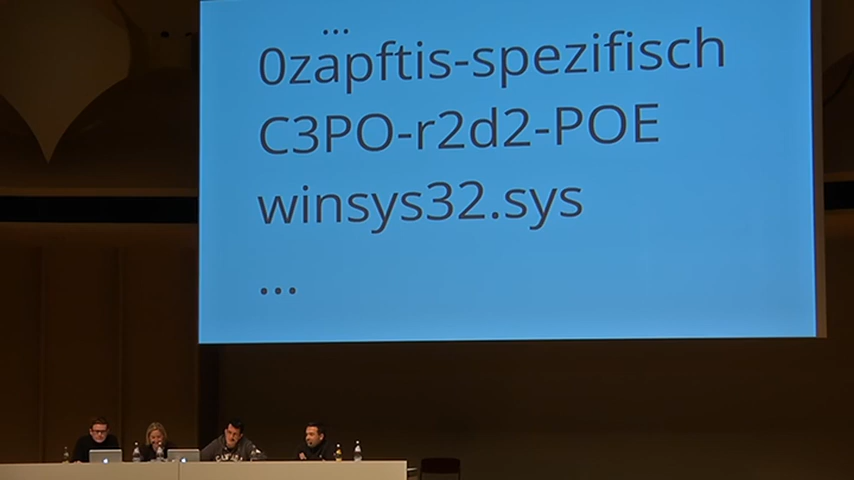 ...
0zapftis-spezifisch
C3PO-r2d2-POE
winsys32.sys
...